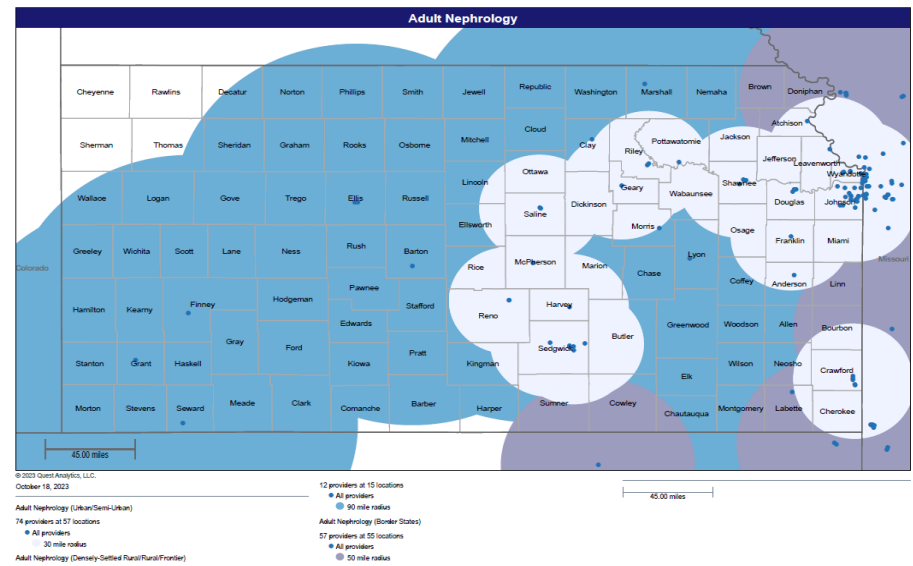 Adult Nephrology
Cheyenne Rawlins Decatur Norton Phillips Smith Jewell Republic Washington Marshall Nemaha Brown Doniphan
Sherman Thomas Sheridan Graham Rooks Osborne Mitchell Cloud Clay Riley Pottawatomie Jackson Atchison
Jefferson Leavenworth
Wyandotte
Wallace Logan Gove Trego Ellis Russell Lincoln Ottawa Geary Wabaunsee Shawnee Douglas Johnson
Saline Dickinson Morris Osage
Greeley Wichita Scott Lane Ness Rush Barton Ellsworth McPherson Marion Chase Lyon Franklin Miami
Colorado Missouri
Rice
Hamilton Kearny Finney Hodgeman Pawnee Stafford Reno Harvey Coffey Anderson Linn
Gray Ford Edwards Sedgwick Butler Greenwood Woodson Allen Bourbon
Stanton Grant Haskell Kiowa Pratt Kingman Elk Wilson Neosho Crawford
Morton Stevens Seward Meade Clark Comanche Barber Harper Sumner Cowley Chautauqua Montgomery Labette Cherokee
45.00 miles
© 2023 Quest Analytics, LLC.
October 18, 2023
Adult Nephrology (Urban/Semi-Urban)
74 providers at 57 locations
All providers
30 mile radius
Adult Nephrology (Densely-Settled Rural/Rural/Frontier)
12 providers at 15 locations
All providers
90 mile radius
Adult Nephrology (Border States)
57 providers at 55 locations
All providers
50 mile radius
45.00 miles